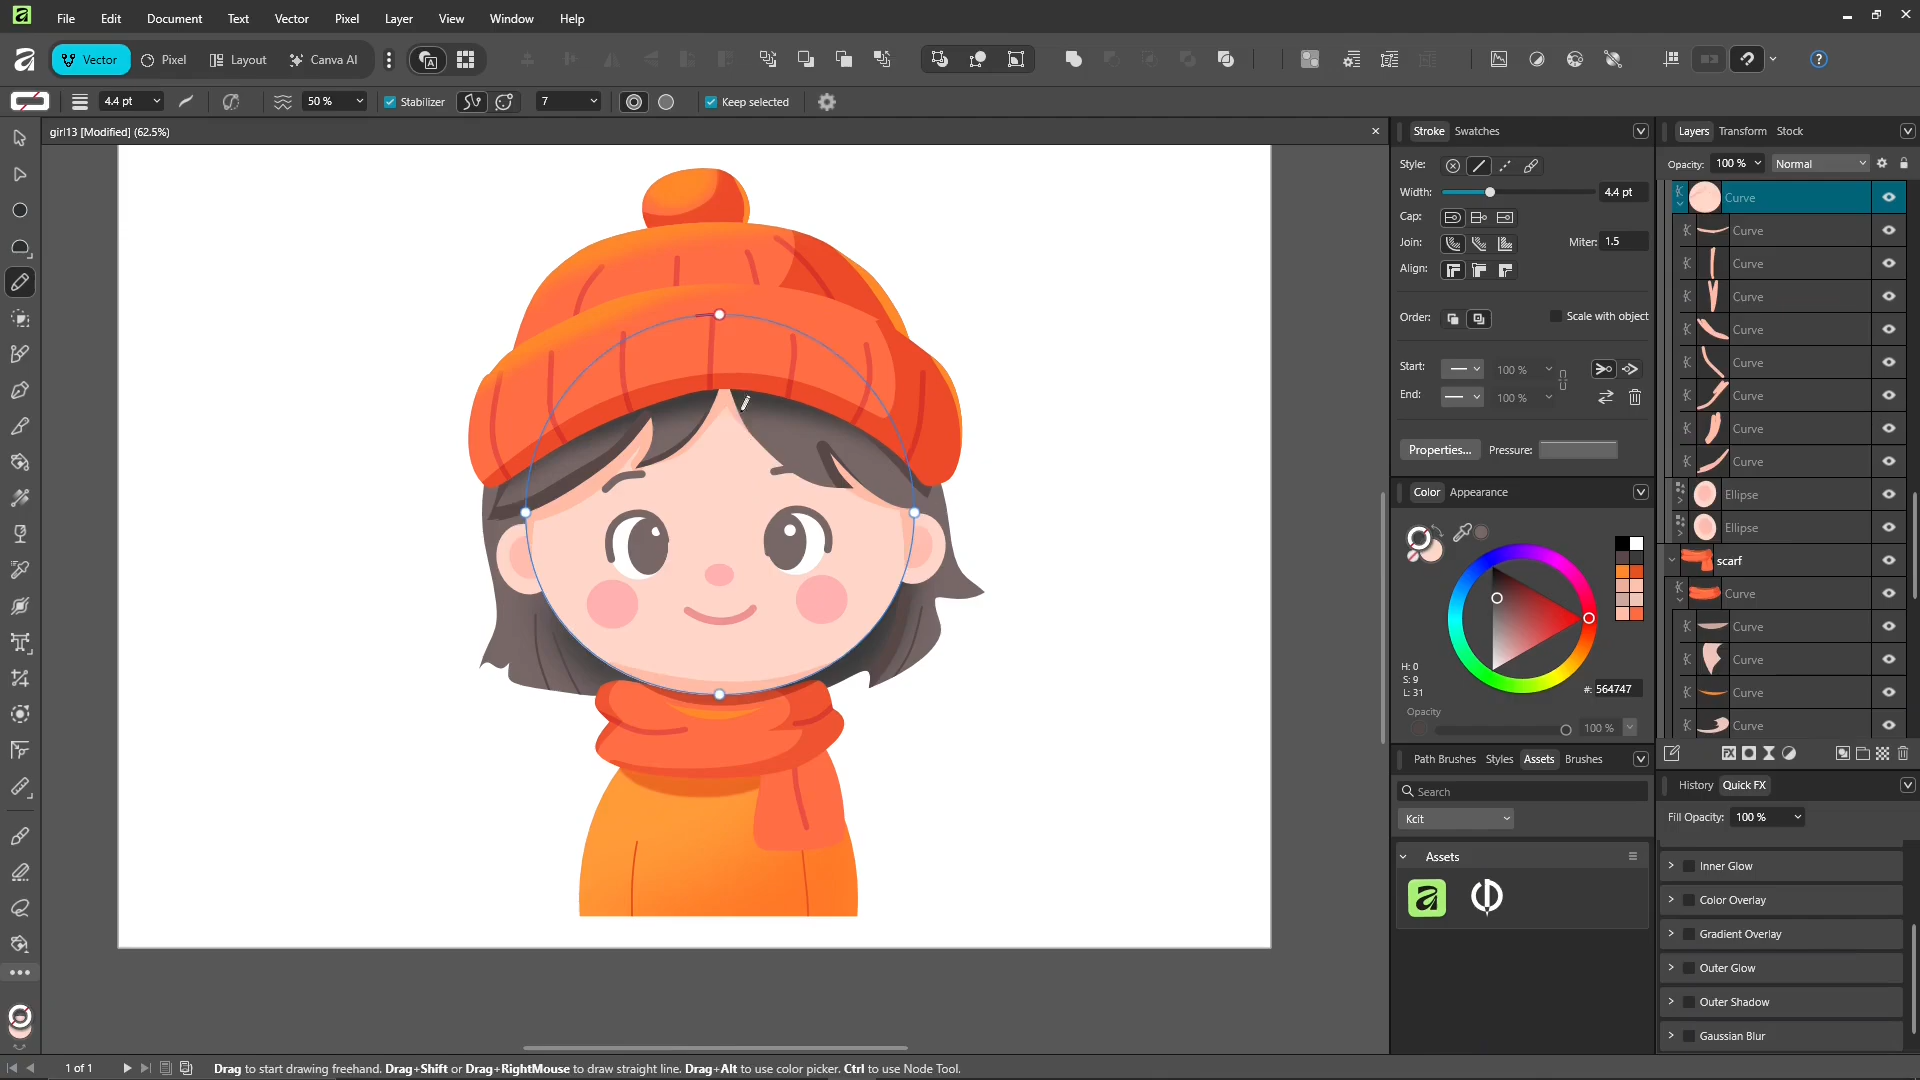 File Edit Document Text Vector Pixel Layer View Window Help
Vector Pixel Layout Canva AI
4.4 pt 50 % Stabilizer 7 Keep selected
girl13 [Modified] (62.5%)
Stroke Swatches
Style:
Width: 4.4 pt
Cap:
Join: Miter: 1.5
Align:
Order: Scale with object
Start: 100 %
End: 100 %
Properties... Pressure:
Color Appearance
H: 0
S: 9
L: 31
#: 564747
Opacity
100 %
Path Brushes Styles Assets Brushes
Search
Kcit
Assets
Layers Transform Stock
Opacity: 100 % Normal
Curve
Curve
Curve
Curve
Curve
Curve
Curve
Curve
Curve
Ellipse
Ellipse
scarf
Curve
Curve
Curve
Curve
Curve
History Quick FX
Fill Opacity: 100 %
Inner Glow
Color Overlay
Gradient Overlay
Outer Glow
Outer Shadow
Gaussian Blur
1 of 1 Drag to start drawing freehand. Drag+Shift or Drag+RightMouse to draw straight line. Drag+Alt to use color picker. Ctrl to use Node Tool.